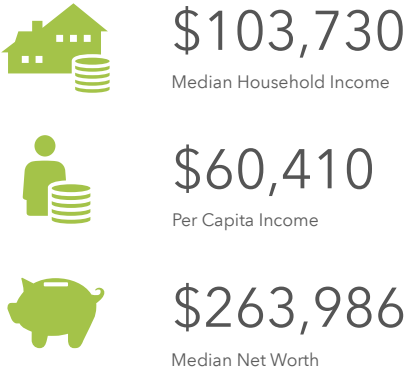 $103,730
Median Household Income
$60,410
Per Capita Income
$263,986
Median Net Worth